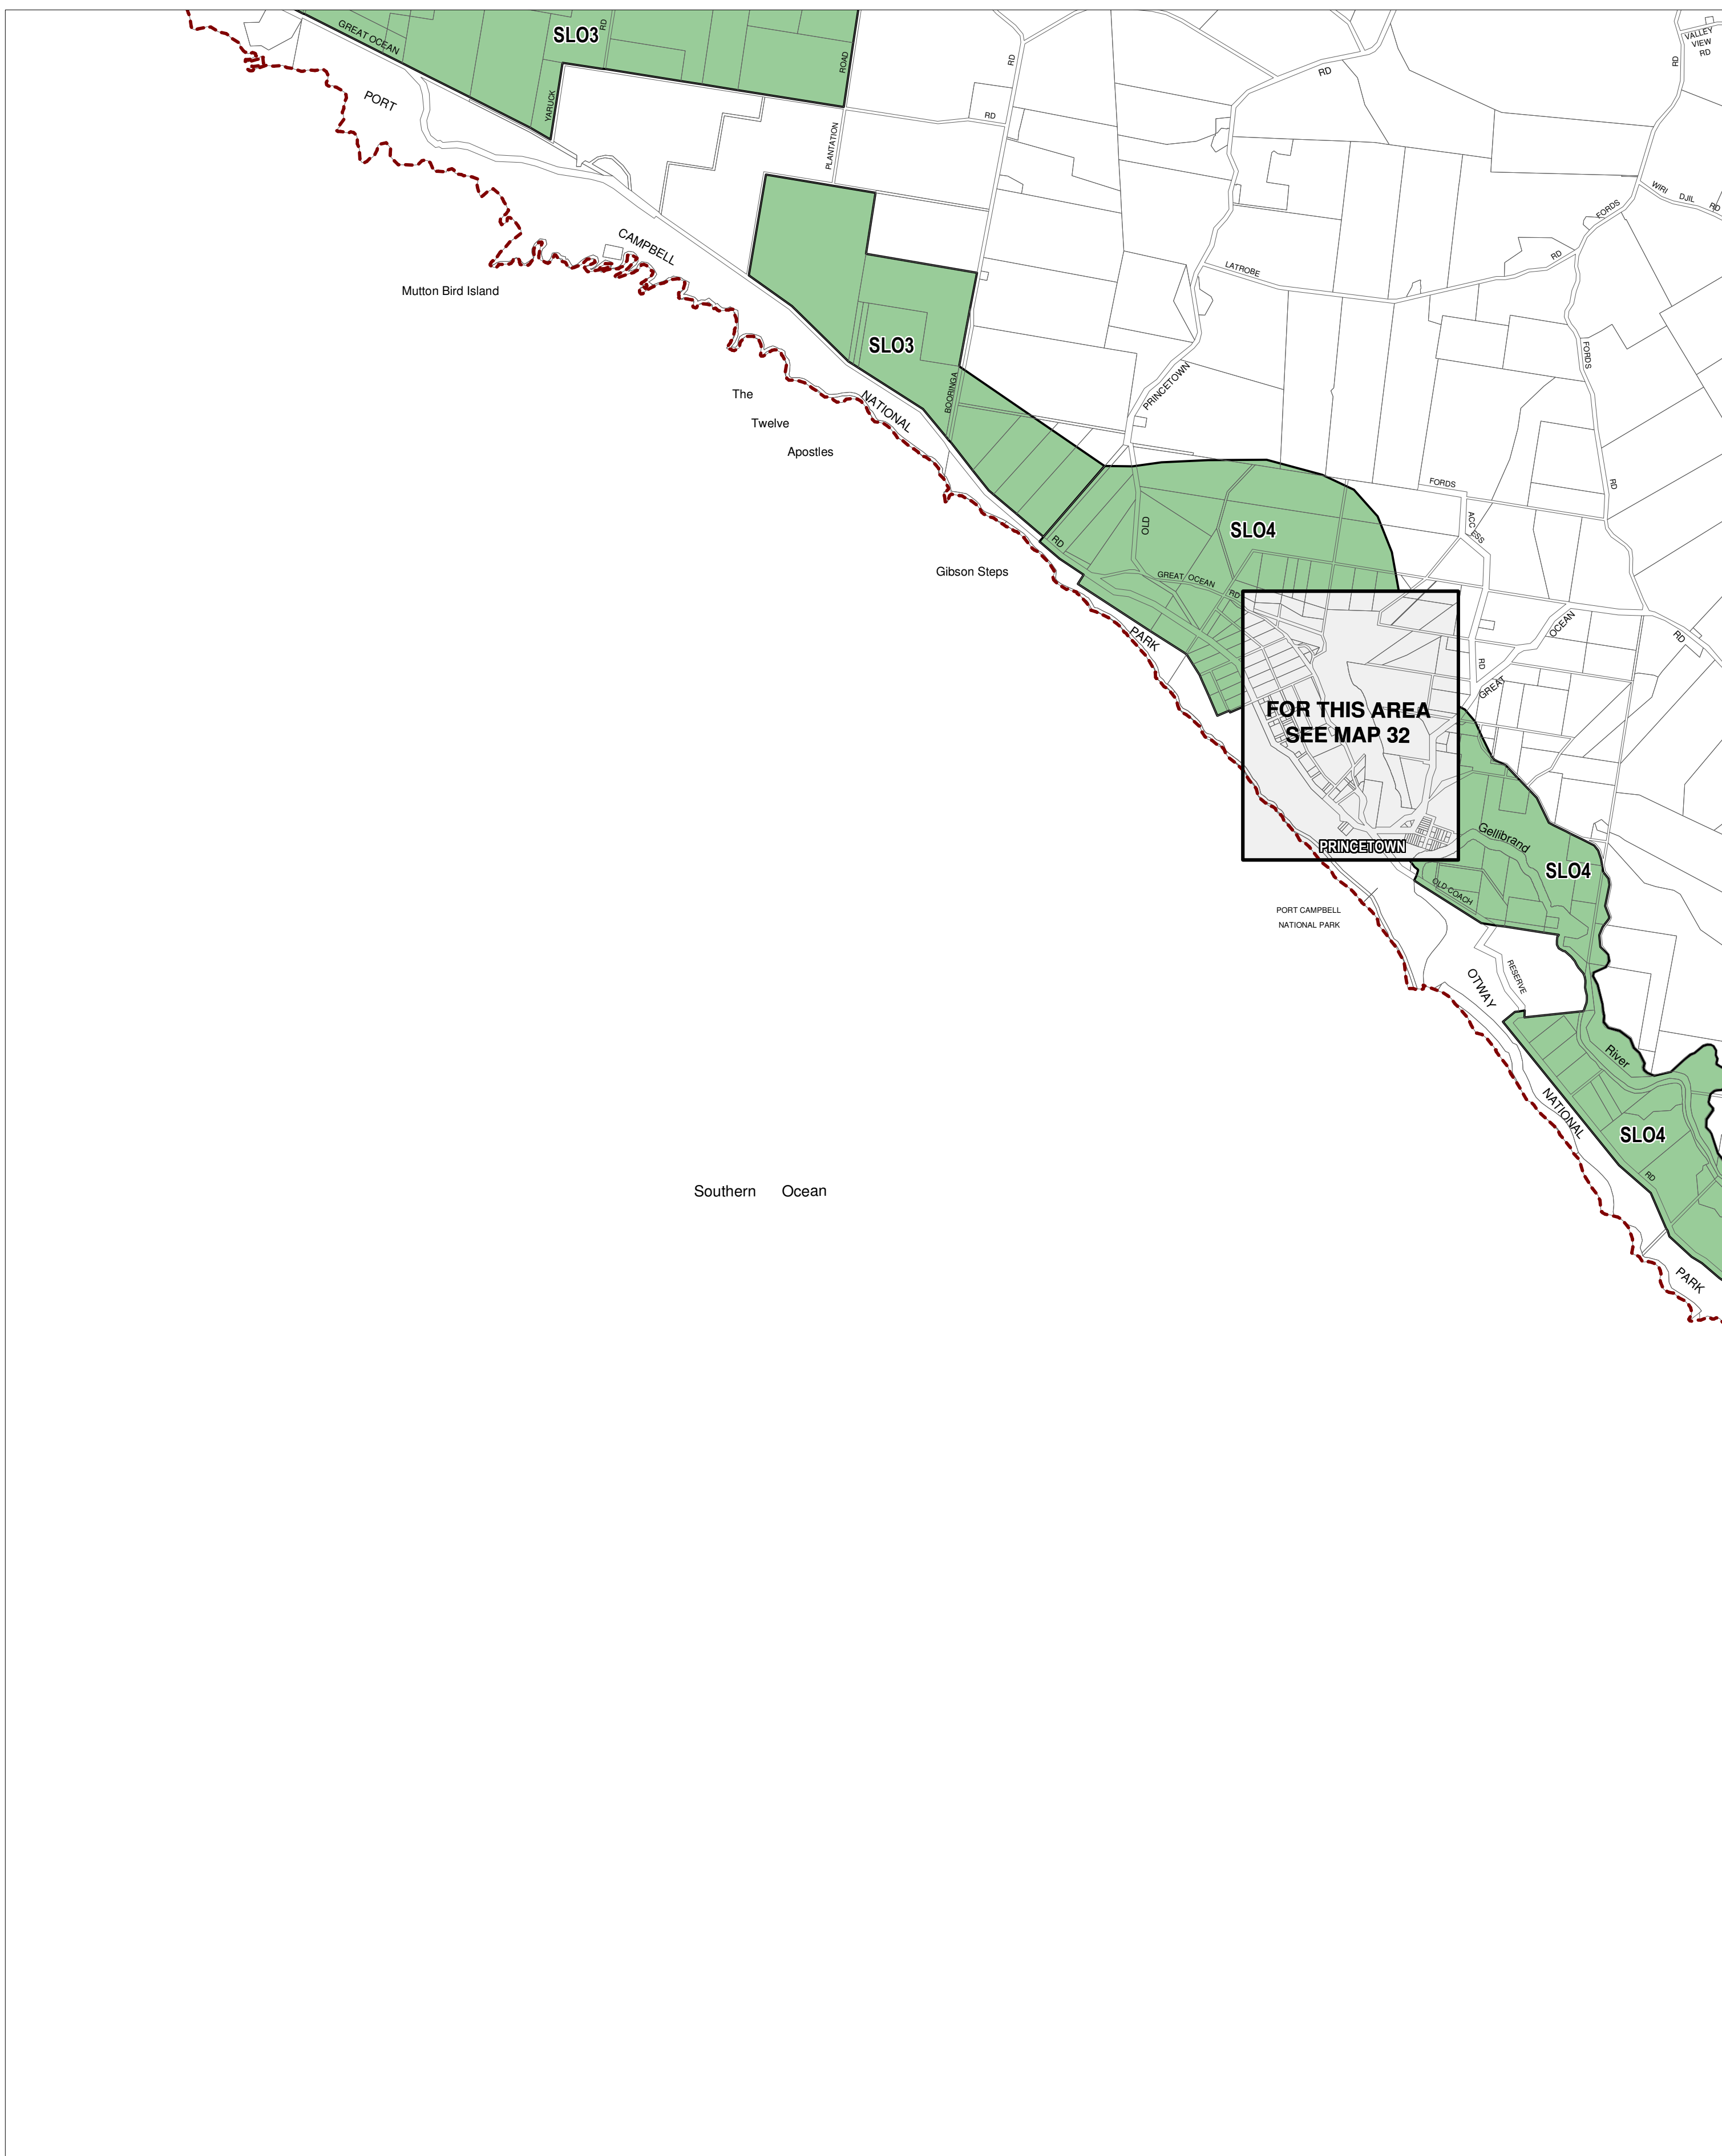 SLO3
RD
GREAT OCEAN
ROAD
YARUCK
PORT
RD
RD
RD
VALLEY
VIEW
RD
RD
PLANTATION
WIRI DJIL RD
FORDS
CAMPBELL
RD
LATROBE
Mutton Bird Island
SLO3
FORDS
PRINCETOWN
BOORINGA
The
Twelve
Apostles
NATIONAL
FORDS
RD
ACCESS
OLD
SLO4
RD
Gibson Steps
GREAT OCEAN
RD
PARK
OCEAN
RD
RD
GREAT
FOR THIS AREA
SEE MAP 32
PRINCETOWN
Gellibrand
SLO4
OLD COACH
PORT CAMPBELL
NATIONAL PARK
OTWAY
RESERVE
River
NATIONAL
SLO4
RD
Southern Ocean
PARK